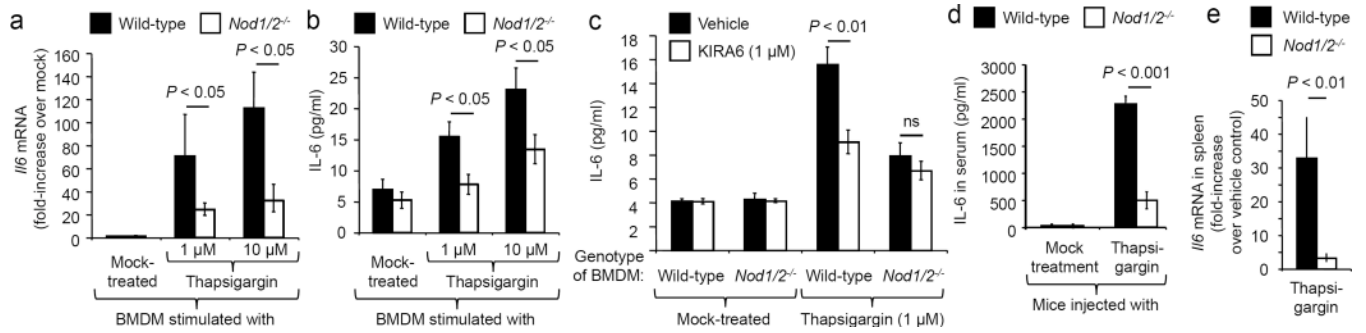 a
Wild-type
Nod1/2-/-
Il6 mRNA
(fold-increase over mock)
160
140
120
100
80
60
40
20
0
P < 0.05
P < 0.05
1 µM
10 µM
Mock-
treated
Thapsigargin
BMDM stimulated with
b
Wild-type
Nod1/2-/-
IL-6 (pg/ml)
30
25
20
15
10
5
0
P < 0.05
P < 0.05
1 µM
10 µM
Mock-
treated
Thapsigargin
BMDM stimulated with
c
Vehicle
KIRA6 (1 µM)
IL-6 (pg/ml)
18
16
14
12
10
8
6
4
2
0
P < 0.01
ns
Genotype
of BMDM:
Wild-type
Nod1/2-/-
Wild-type
Nod1/2-/-
Mock-treated
Thapsigargin (1 µM)
d
Wild-type
Nod1/2-/-
IL-6 in serum (pg/ml)
3000
2500
2000
1500
1000
500
0
P < 0.001
Mock
treatment
Thapsi-
gargin
Mice injected with
e
Wild-type
Nod1/2-/-
Il6 mRNA in spleen
(fold-increase
over vehicle control)
50
40
30
20
10
0
P < 0.01
Thapsi-
gargin